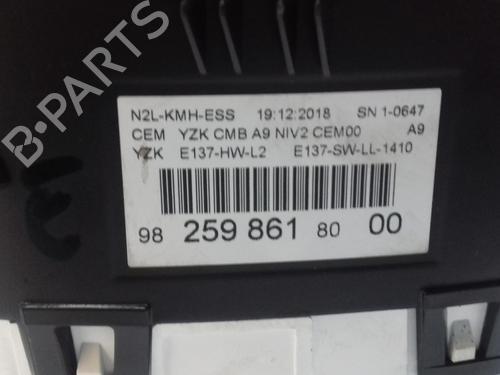 B-PARTS
N2L-KMH-ESS 19:12:2018 SN 1-0647
CEM YZK CMB A9 NIV2 CEM00 A9
YZK E137-HW-L2 E137-SW-LL-1410
98 259 861 80 00